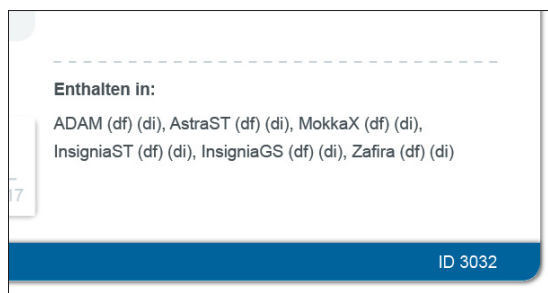 Enthalten in:
ADAM (df) (di), AstraST (df) (di), MokkaX (df) (di),
InsigniaST (df) (di), InsigniaGS (df) (di), Zafira (df) (di)
17
ID 3032